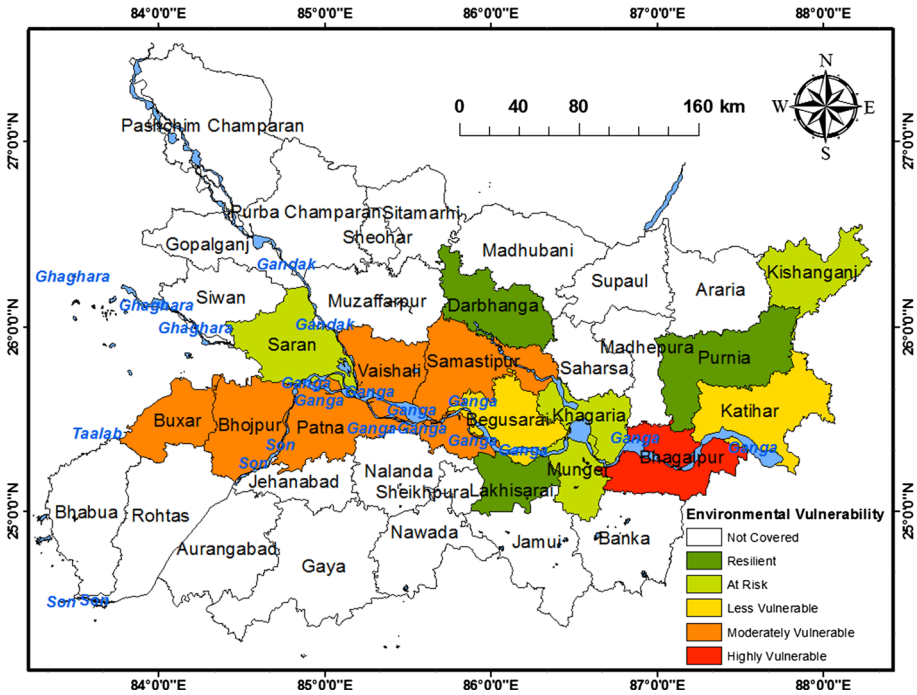 84°0'0"E 85°0'0"E 86°0'0"E 87°0'0"E 88°0'0"E
N
W E
S
0 40 80 160 km
27°0'0"N 27°0'0"N
Pashchim Champaran
Purba Champaran Sitamarhi
Sheohar
Gopalganj
Madhubani
Gandak
Supaul
Araria
Kishanganj
Ghaghara
Siwan
Muzaffarpur
Darbhanga
Ghaghara
Ghaghara
Gandak
26°0'0"N 26°0'0"N
Saran
Madhepura
Purnia
Vaishali
Samastipur
Saharsa
Ganga
Ganga
Ganga
Ganga
Ganga
Katihar
Buxar
Bhojpur
Patna
Begusarai
Khagaria
Taalab
Ganga
Ganga
Ganga
Ganga
Son
Ganga
Ganga
Bhagalpur
Son
Munger
Jehanabad
Nalanda
Sheikhpura
Lakhisarai
25°0'0"N 25°0'0"N
Bhabua
Rohtas
Nawada
Jamui
Banka
Aurangabad
Gaya
Son Son
Environmental Vulnerability
Not Covered
Resilient
At Risk
Less Vulnerable
Moderately Vulnerable
Highly Vulnerable
84°0'0"E 85°0'0"E 86°0'0"E 87°0'0"E 88°0'0"E